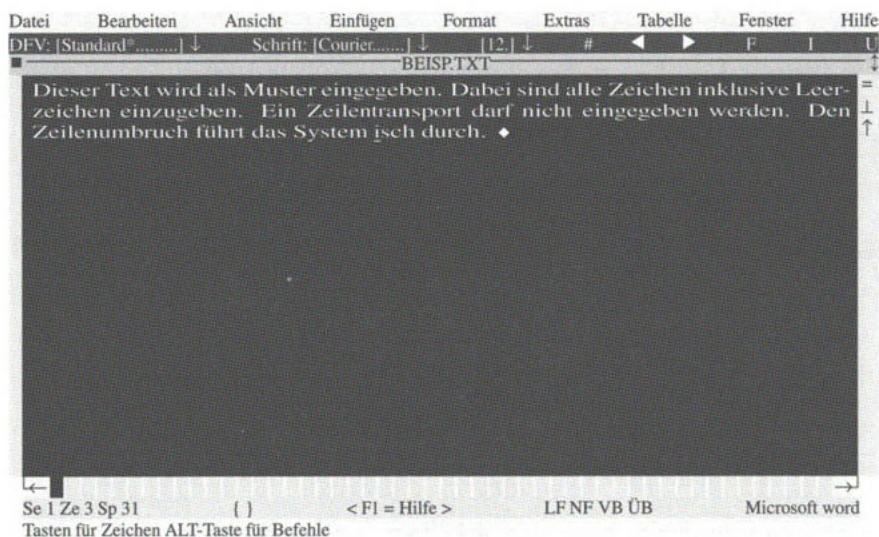 Datei Bearbeiten Ansicht Einfügen Format Extras Tabelle Fenster Hilfe
DFV: [Standard*.........] ↓ Schrift: [Courier.......] ↓ [12.] ↓ # ◀ ▶ F I U
BEISP.TXT
Dieser Text wird als Muster eingegeben. Dabei sind alle Zeichen inklusive Leer-
zeichen einzugeben. Ein Zeilentransport darf nicht eingegeben werden. Den
Zeilenumbruch führt das System isch durch. ◆
Se 1 Ze 3 Sp 31 { } < F1 = Hilfe > LF NF VB ÜB Microsoft word
Tasten für Zeichen ALT-Taste für Befehle